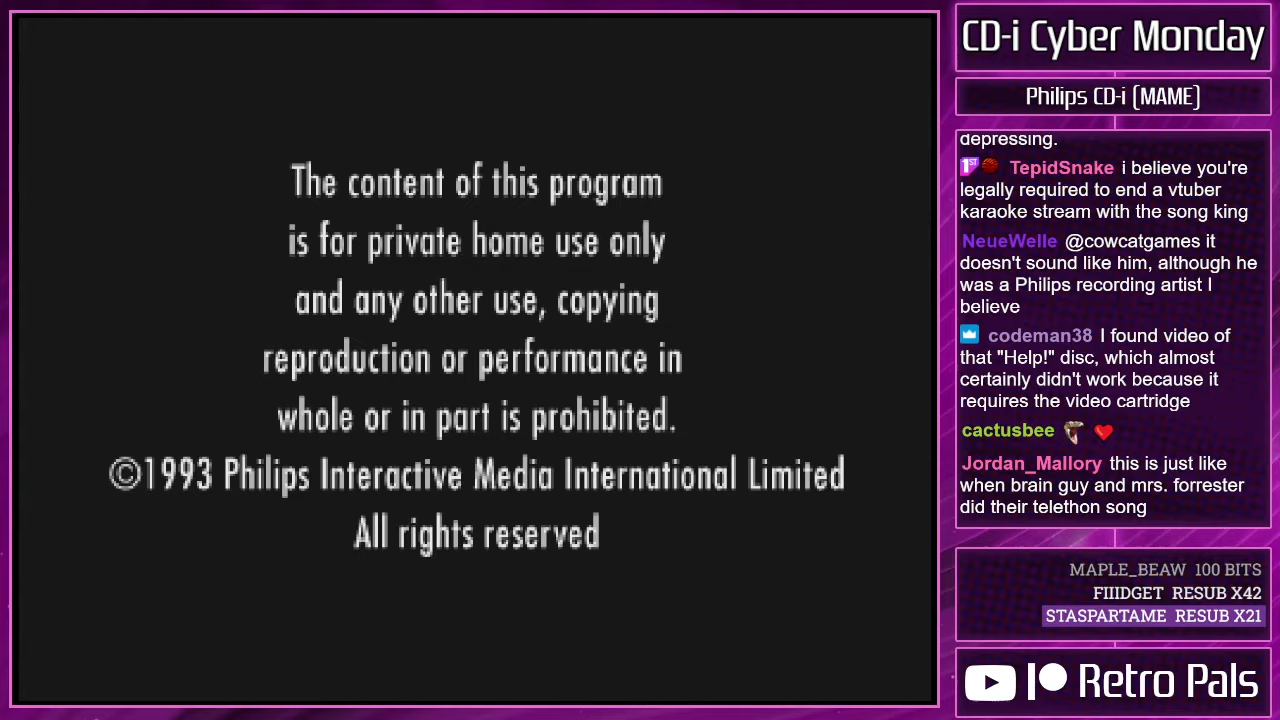 The content of this program
is for private home use only
and any other use, copying
reproduction or performance in
whole or in part is prohibited.
©1993 Philips Interactive Media International Limited
All rights reserved
CD-i Cyber Monday
Philips CD-i [MAME]
depressing.
1ST TepidSnake i believe you're
legally required to end a vtuber
karaoke stream with the song king
NeueWelle @cowcatgames it
doesn't sound like him, although he
was a Philips recording artist I
believe
codeman38 I found video of
that "Help!" disc, which almost
certainly didn't work because it
requires the video cartridge
cactusbee
Jordan_Mallory this is just like
when brain guy and mrs. forrester
did their telethon song
MAPLE_BEAW 100 BITS
FIIIDGET RESUB X42
STASPARTAME RESUB X21
Retro Pals